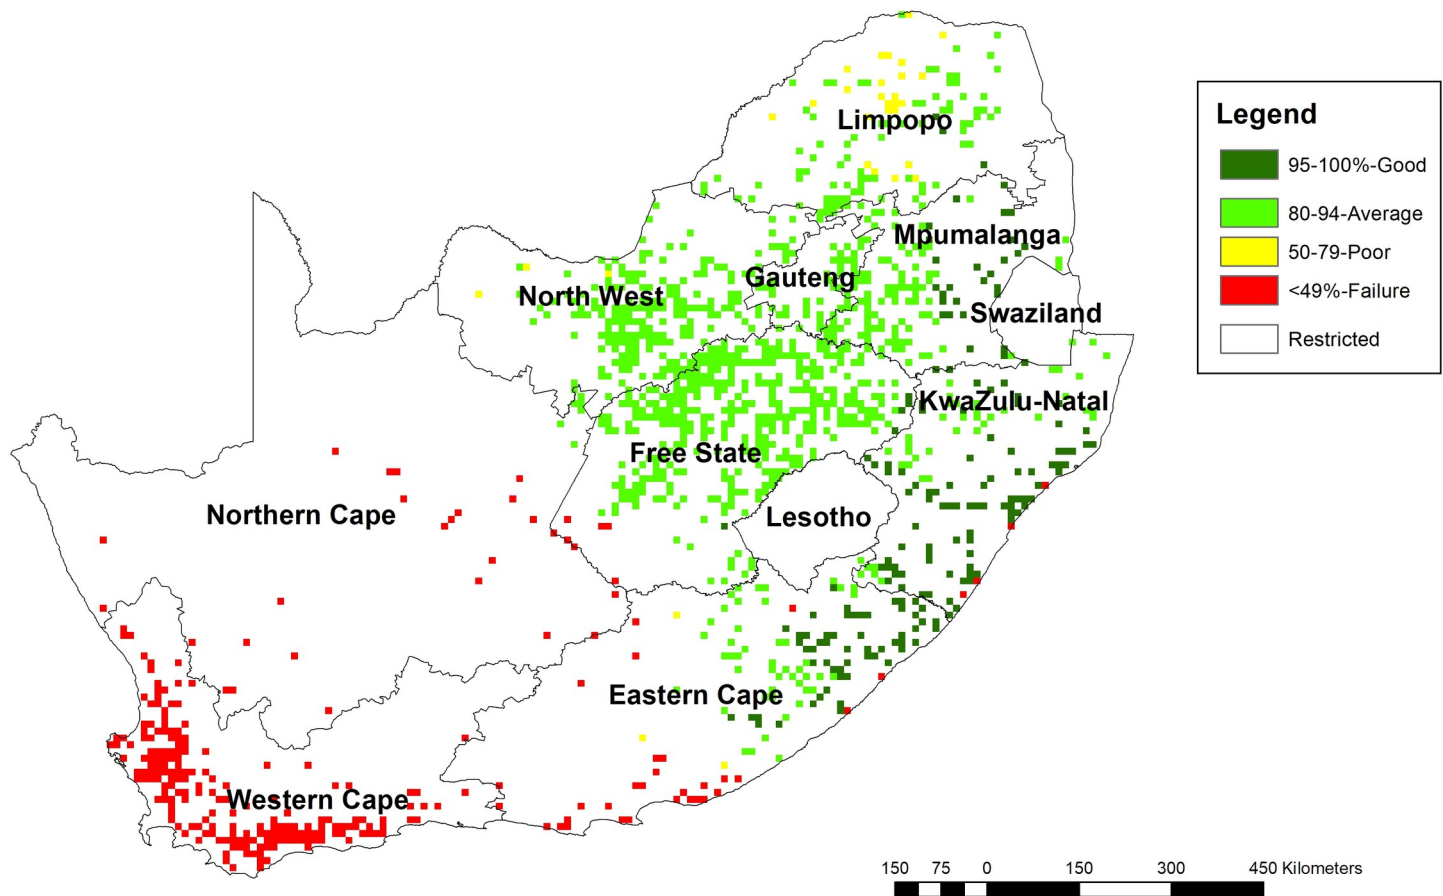 Limpopo
Mpumalanga
Gauteng
North West
Swaziland
KwaZulu-Natal
Free State
Northern Cape
Lesotho
Eastern Cape
Western Cape
Legend
95-100%-Good
80-94-Average
50-79-Poor
<49%-Failure
Restricted
150 75 0 150 300 450 Kilometers